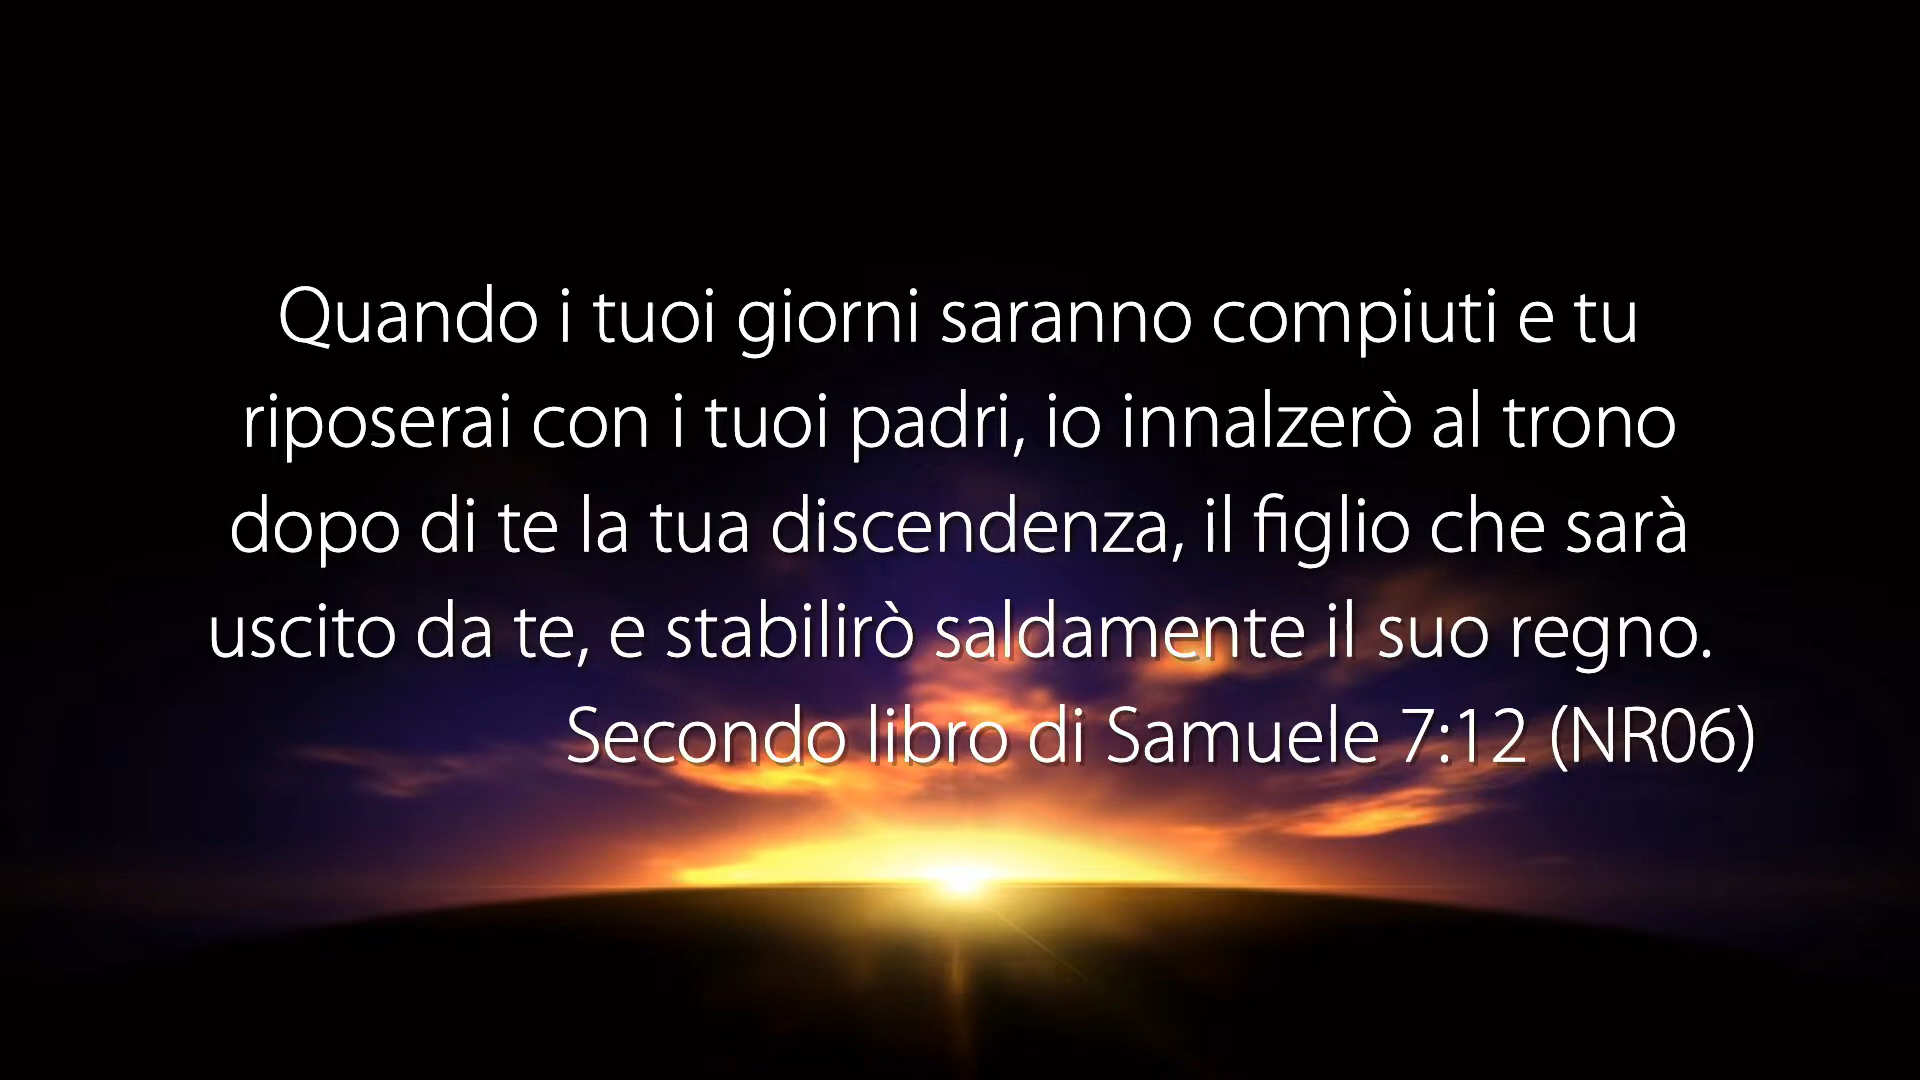 Quando i tuoi giorni saranno compiuti e tu
riposerai con i tuoi padri, io innalzerò al trono
dopo di te la tua discendenza, il figlio che sarà
uscito da te, e stabilirò saldamente il suo regno.
Secondo libro di Samuele 7:12 (NR06)